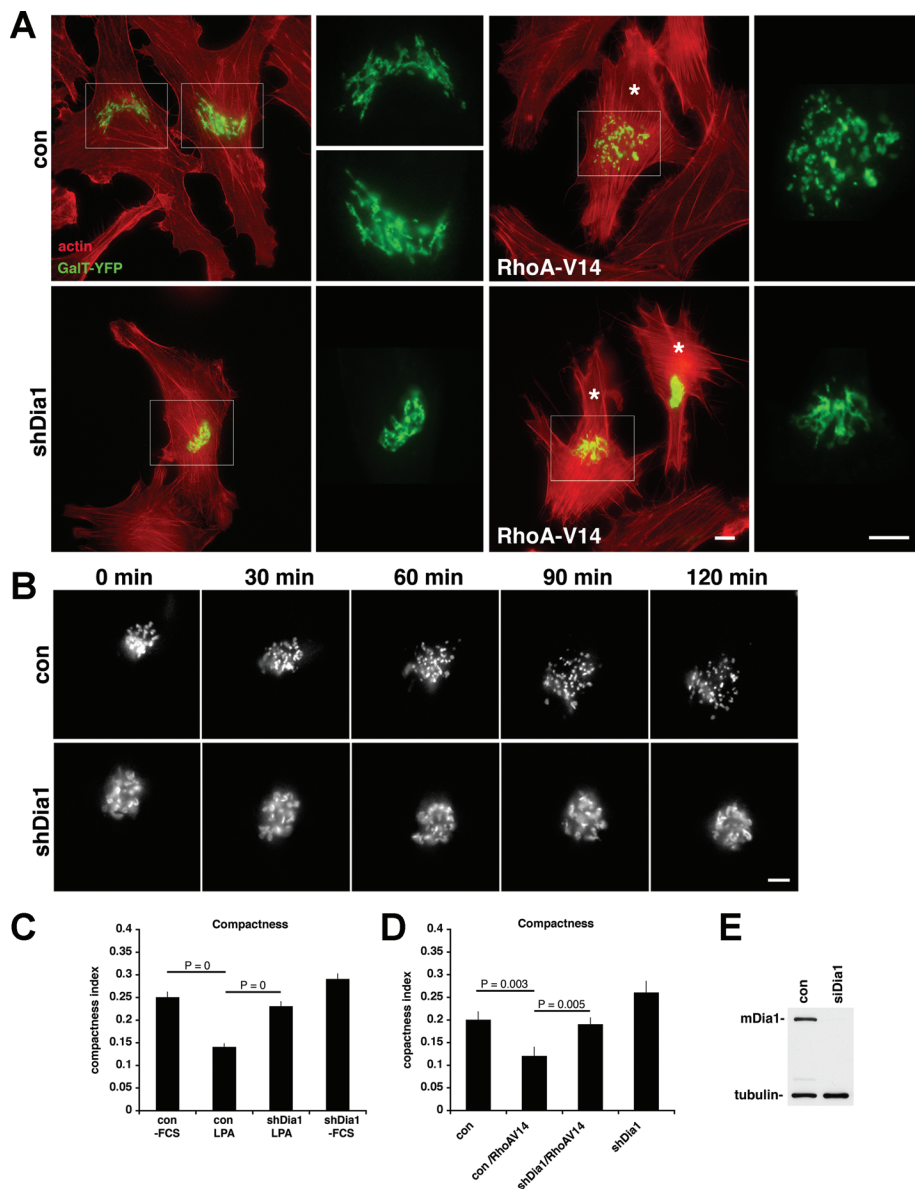 A
con
actin
GalT-YFP
*
RhoA-V14
shDia1
*
*
RhoA-V14
B
0 min 30 min 60 min 90 min 120 min
con
shDia1
C
Compactness
compactness index
0.4
0.35
0.3
0.25
0.2
0.15
0.1
0.05
0
P = 0
P = 0
con -FCS
con LPA
shDia1 LPA
shDia1 -FCS
D
Compactness
copactness index
0.4
0.35
0.3
0.25
0.2
0.15
0.1
0.05
0
P = 0.003
P = 0.005
con
con /RhoAV14
shDia1/RhoAV14
shDia1
E
con
siDia1
mDia1-
tubulin-